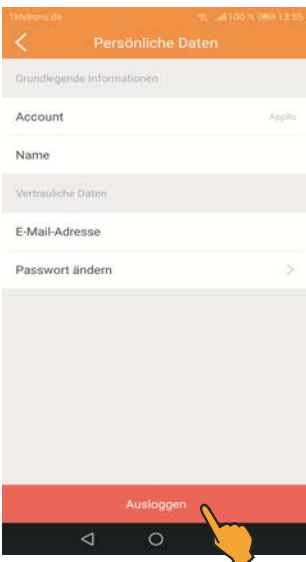 Telekom.de 100 % 13:55
Persönliche Daten
Grundlegende Informationen
Account
Name
Vertrauliche Daten
E-Mail-Adresse
Passwort ändern
Ausloggen